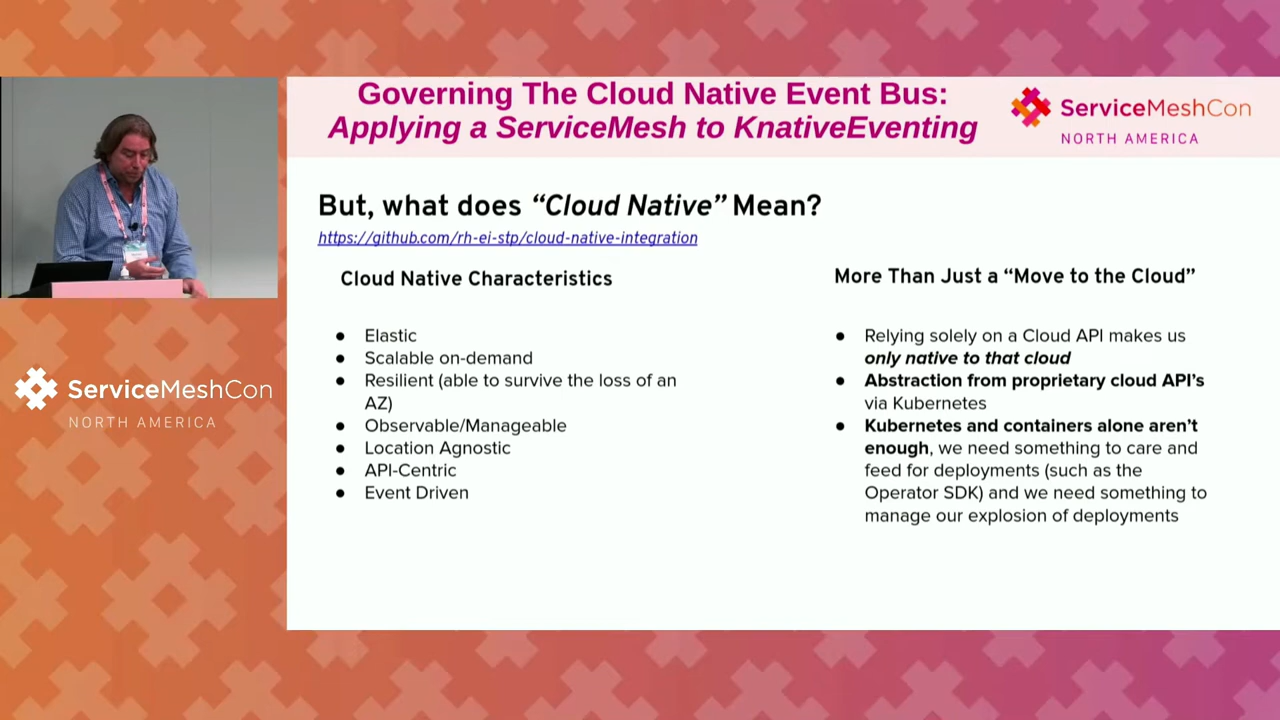 Governing The Cloud Native Event Bus:
Applying a ServiceMesh to KnativeEventing
ServiceMeshCon
NORTH AMERICA
But, what does “Cloud Native” Mean?
https://github.com/rh-ei-stp/cloud-native-integration
Cloud Native Characteristics
● Elastic
● Scalable on-demand
● Resilient (able to survive the loss of an
AZ)
● Observable/Manageable
● Location Agnostic
● API-Centric
● Event Driven
More Than Just a “Move to the Cloud”
● Relying solely on a Cloud API makes us
only native to that cloud
● Abstraction from proprietary cloud API’s
via Kubernetes
● Kubernetes and containers alone aren’t
enough, we need something to care and
feed for deployments (such as the
Operator SDK) and we need something to
manage our explosion of deployments
ServiceMeshCon
NORTH AMERICA